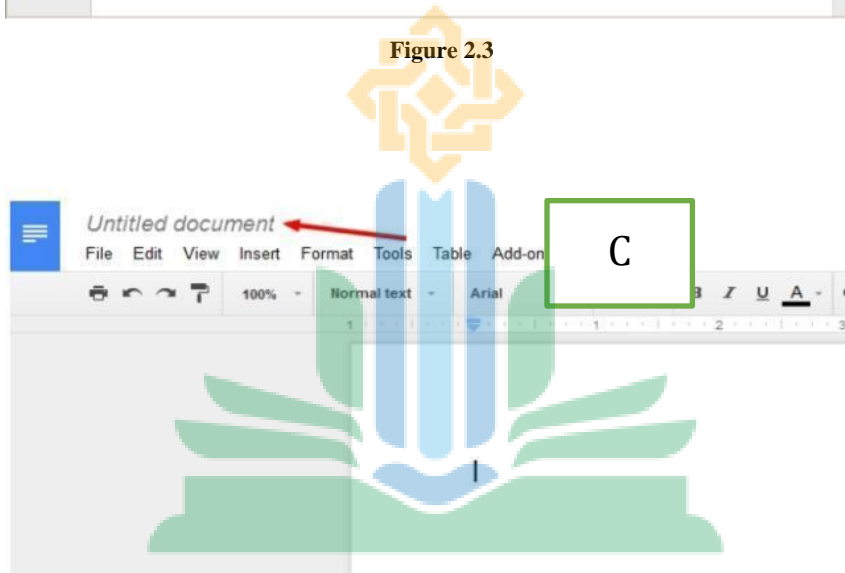 Figure 2.3
Untitled document
File Edit View Insert Format Tools Table Add-on
C
100% Normal text Arial I U A
1 1 2 3